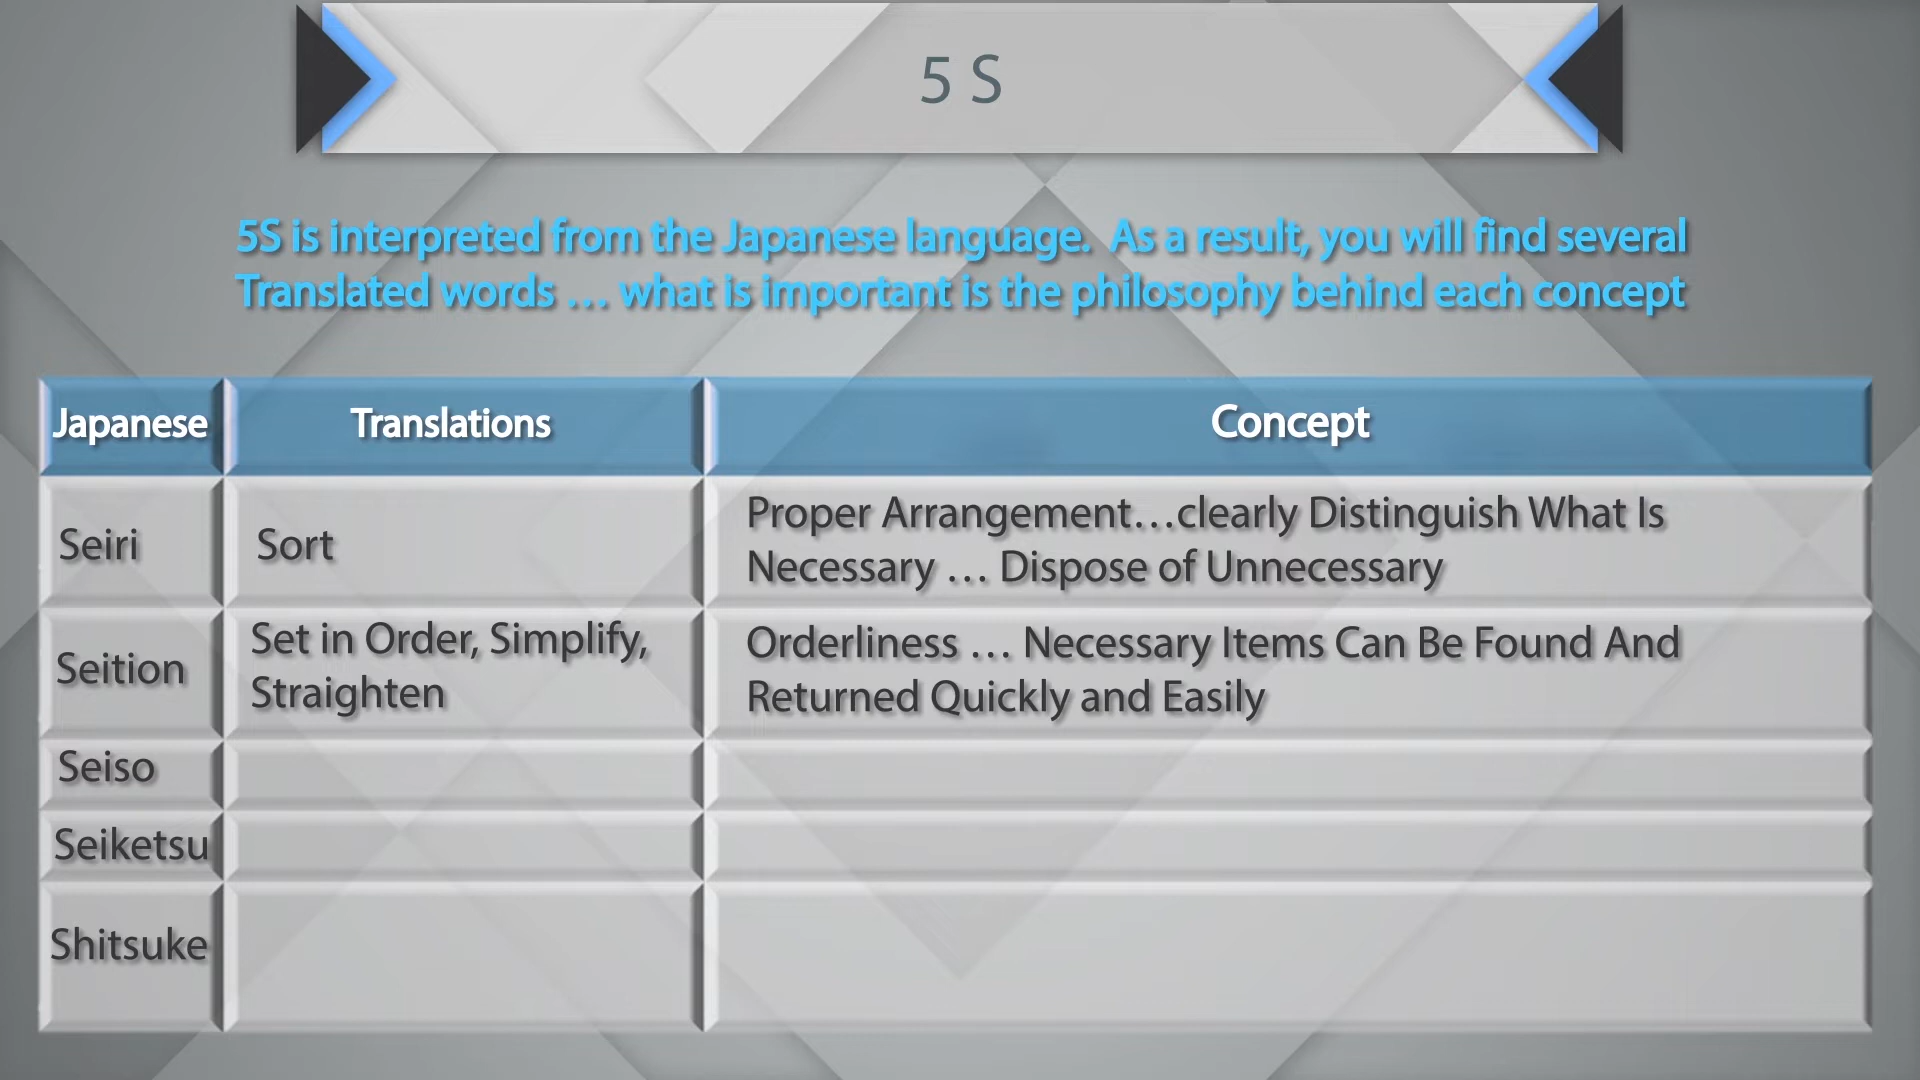 5 S
5S is interpreted from the Japanese language. As a result, you will find several
Translated words … what is important is the philosophy behind each concept
Japanese Translations Concept
Seiri
Sort
Proper Arrangement…clearly Distinguish What Is
Necessary … Dispose of Unnecessary
Seition
Set in Order, Simplify,
Straighten
Orderliness … Necessary Items Can Be Found And
Returned Quickly and Easily
Seiso
Seiketsu
Shitsuke